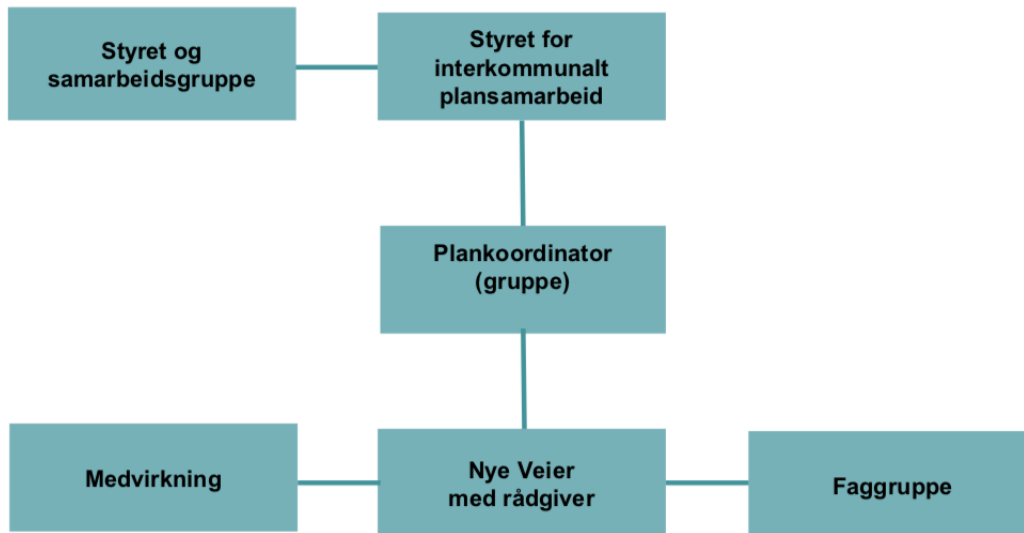 Styret og
samarbeidsgruppe
Styret for
interkommunalt
plansamarbeid
Plankoordinator
(gruppe)
Medvirkning
Nye Veier
med rådgiver
Faggruppe